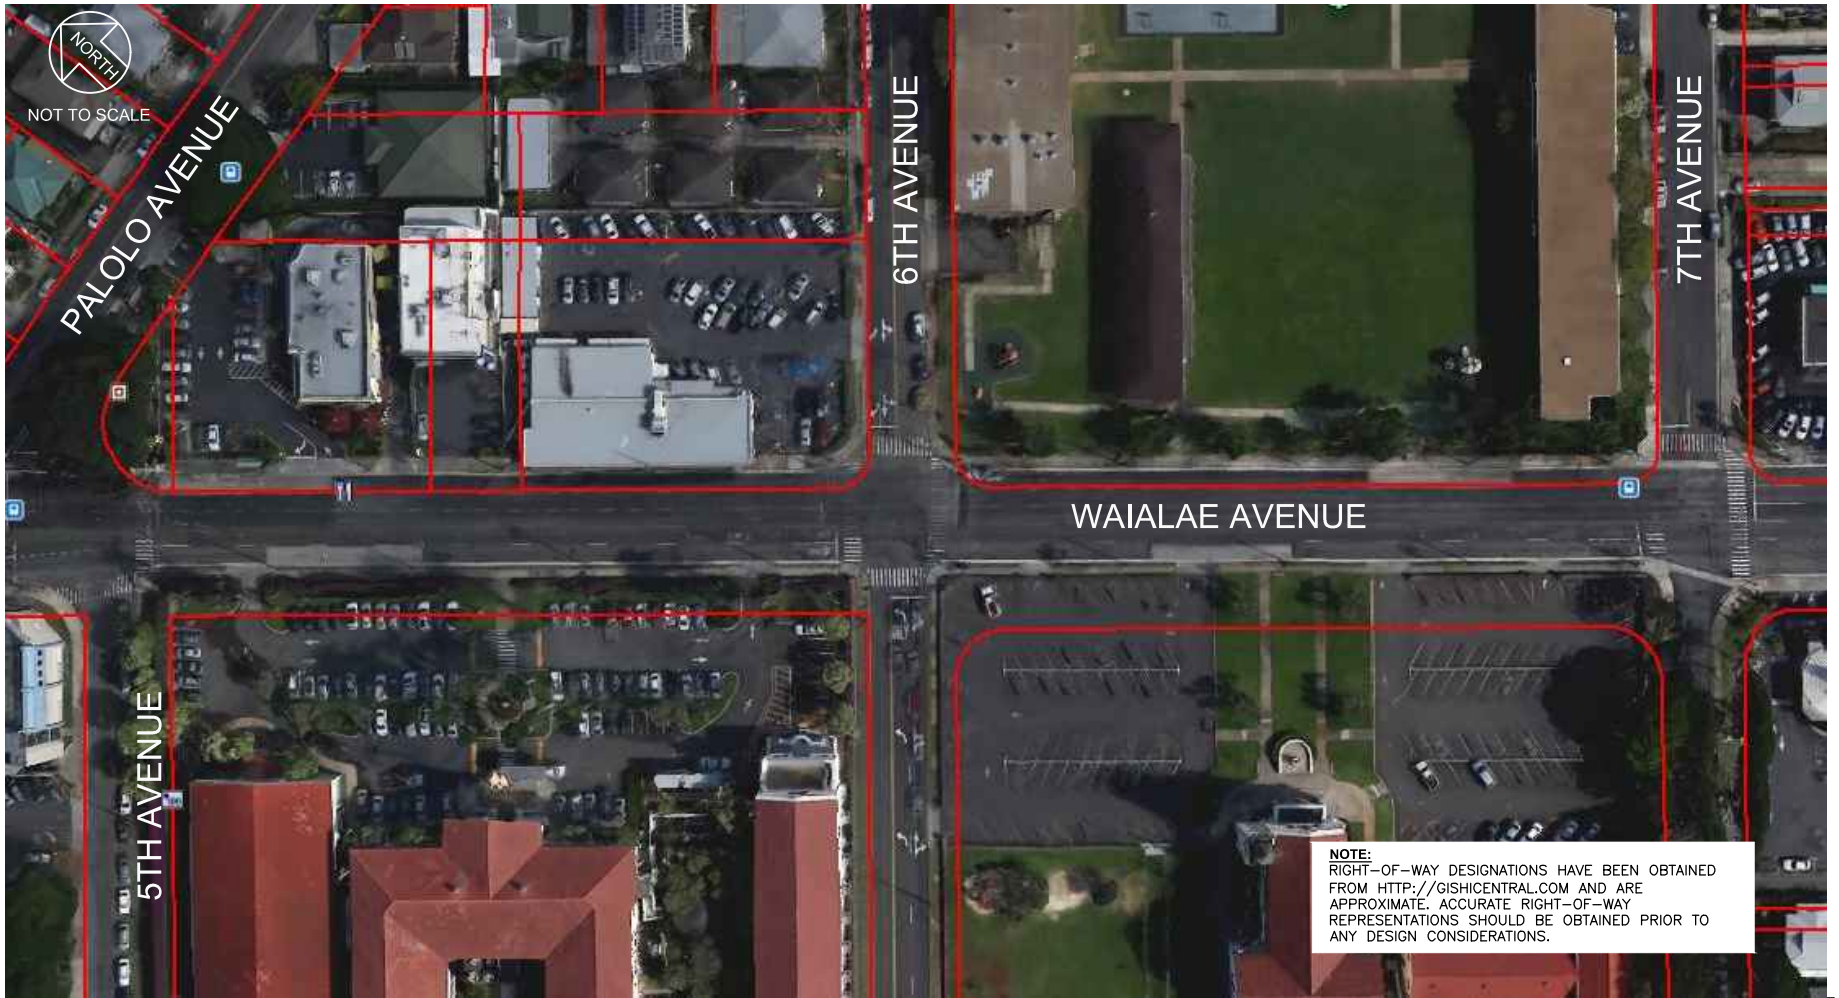 NORTH
NOT TO SCALE
PALOLO AVENUE
6TH AVENUE
7TH AVENUE
WAIALAE AVENUE
5TH AVENUE
NOTE:
RIGHT-OF-WAY DESIGNATIONS HAVE BEEN OBTAINED
FROM HTTP://GISHICENTRAL.COM AND ARE
APPROXIMATE. ACCURATE RIGHT-OF-WAY
REPRESENTATIONS SHOULD BE OBTAINED PRIOR TO
ANY DESIGN CONSIDERATIONS.